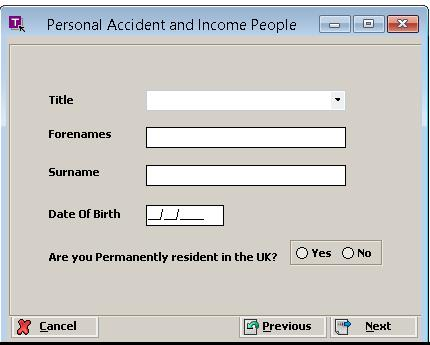 Personal Accident and Income People
Title
Forenames
Surname
Date Of Birth __/__/____
Are you Permanently resident in the UK? Yes No
Cancel Previous Next